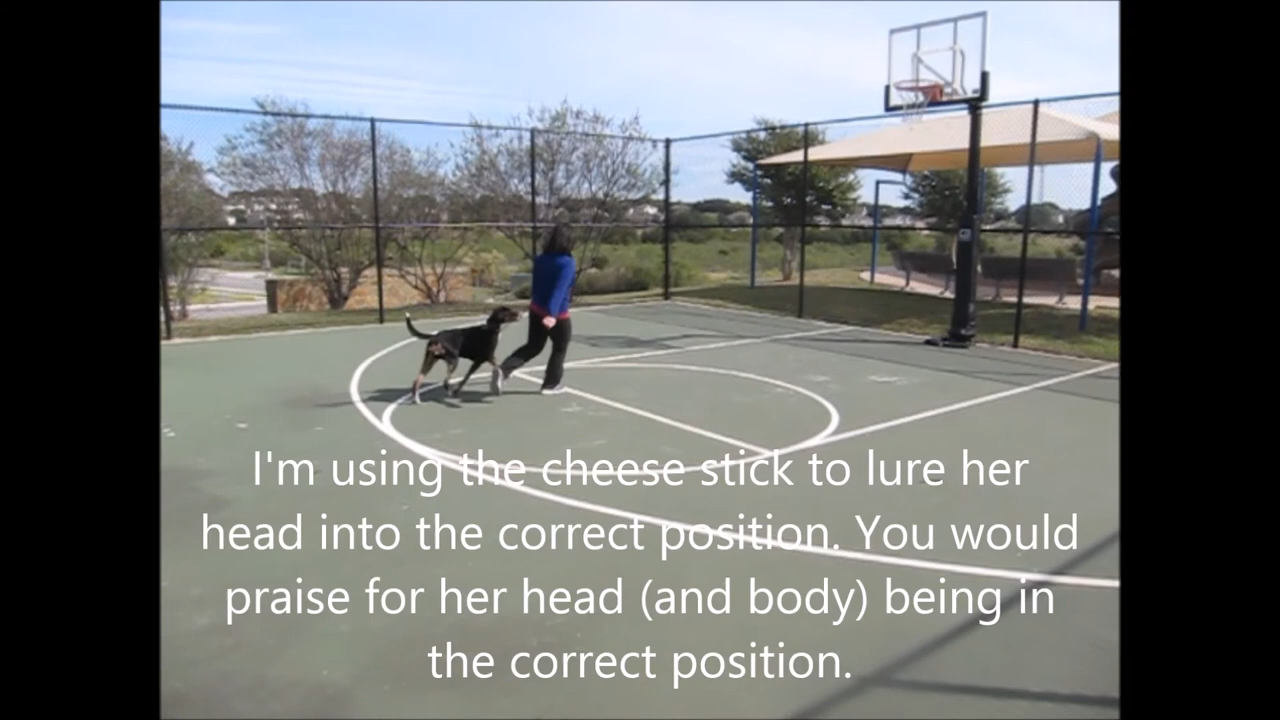 I'm using the cheese stick to lure her
head into the correct position. You would
praise for her head (and body) being in
the correct position.